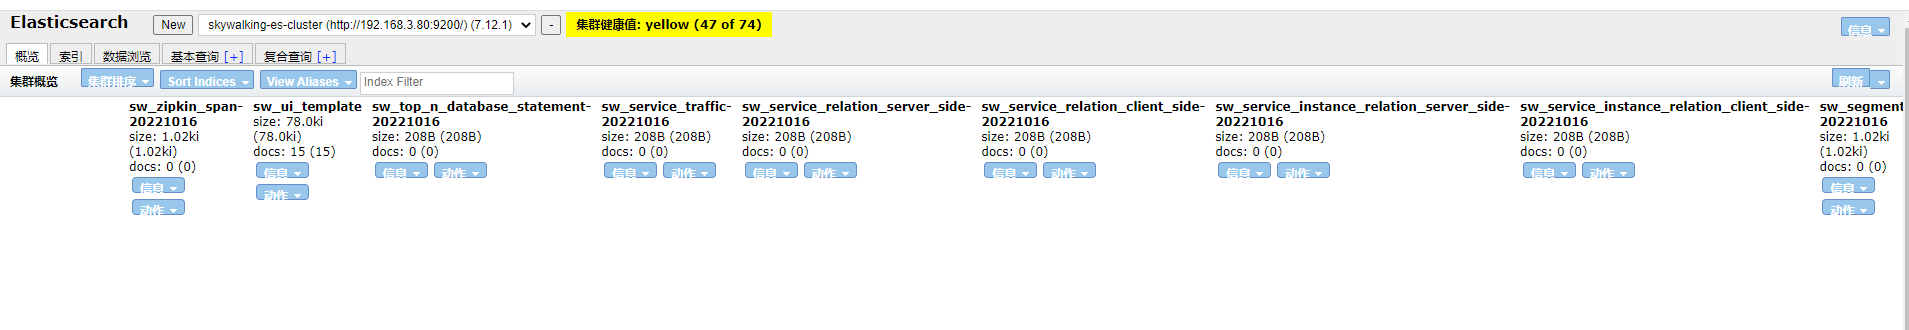 Elasticsearch
New
skywalking-es-cluster (http://192.168.3.80:9200/) (7.12.1)
-
集群健康值: yellow (47 of 74)
信息
概览
索引
数据浏览
基本查询 [+]
复合查询 [+]
集群概览
集群排序
Sort Indices
View Aliases
Index Filter
刷新
sw_zipkin_span-
20221016
size: 1.02ki
(1.02ki)
docs: 0 (0)
信息
动作
sw_ui_template
size: 78.0ki
(78.0ki)
docs: 15 (15)
信息
动作
sw_top_n_database_statement-
20221016
size: 208B (208B)
docs: 0 (0)
信息
动作
sw_service_traffic-
20221016
size: 208B (208B)
docs: 0 (0)
信息
动作
sw_service_relation_server_side-
20221016
size: 208B (208B)
docs: 0 (0)
信息
动作
sw_service_relation_client_side-
20221016
size: 208B (208B)
docs: 0 (0)
信息
动作
sw_service_instance_relation_server_side-
20221016
size: 208B (208B)
docs: 0 (0)
信息
动作
sw_service_instance_relation_client_side-
20221016
size: 208B (208B)
docs: 0 (0)
信息
动作
sw_segment
20221016
size: 1.02ki
(1.02ki)
docs: 0 (0)
信息
动作